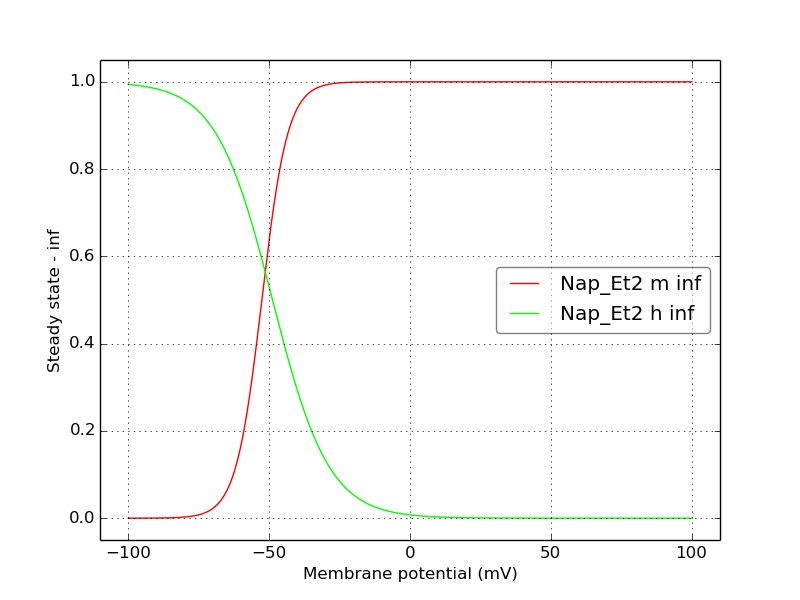 1.0
0.8
0.6
0.4
0.2
0.0
Steady state - inf
Nap_Et2 m inf
Nap_Et2 h inf
−100
−50
0
50
100
Membrane potential (mV)